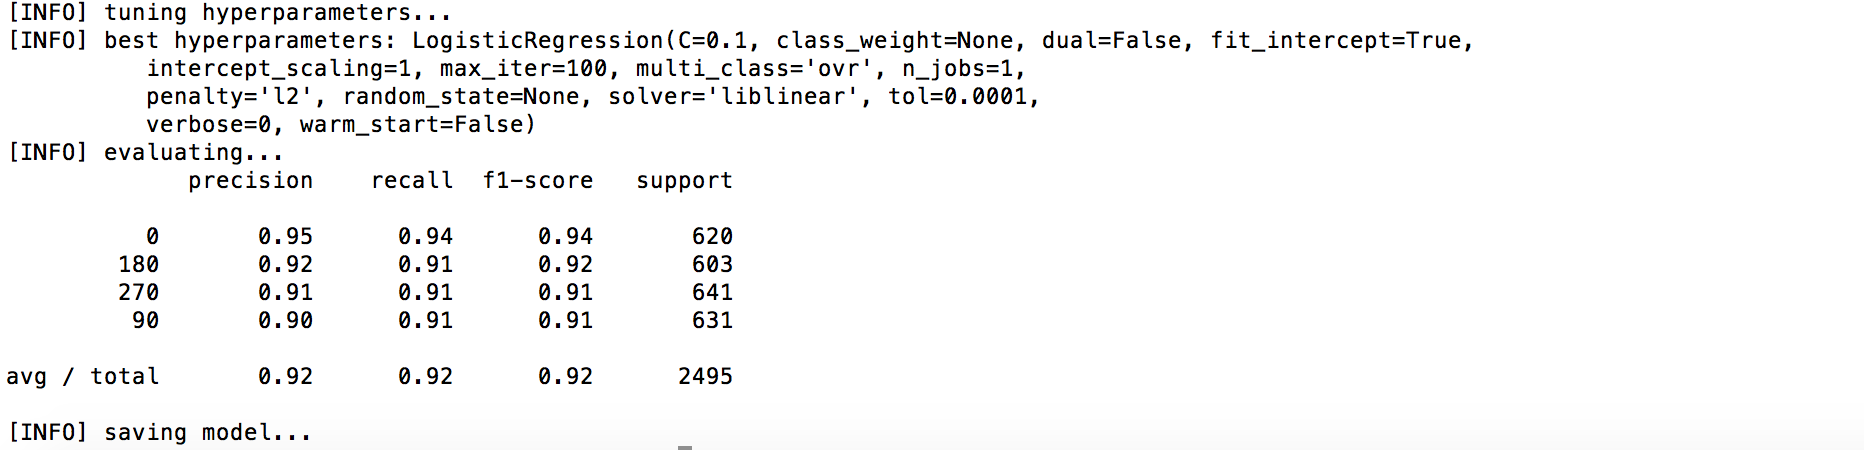 [INFO] tuning hyperparameters...
[INFO] best hyperparameters: LogisticRegression(C=0.1, class_weight=None, dual=False, fit_intercept=True,
intercept_scaling=1, max_iter=100, multi_class='ovr', n_jobs=1,
penalty='l2', random_state=None, solver='liblinear', tol=0.0001,
verbose=0, warm_start=False)
[INFO] evaluating...
precision recall f1-score support
0 0.95 0.94 0.94 620
180 0.92 0.91 0.92 603
270 0.91 0.91 0.91 641
90 0.90 0.91 0.91 631
avg / total 0.92 0.92 0.92 2495
[INFO] saving model...